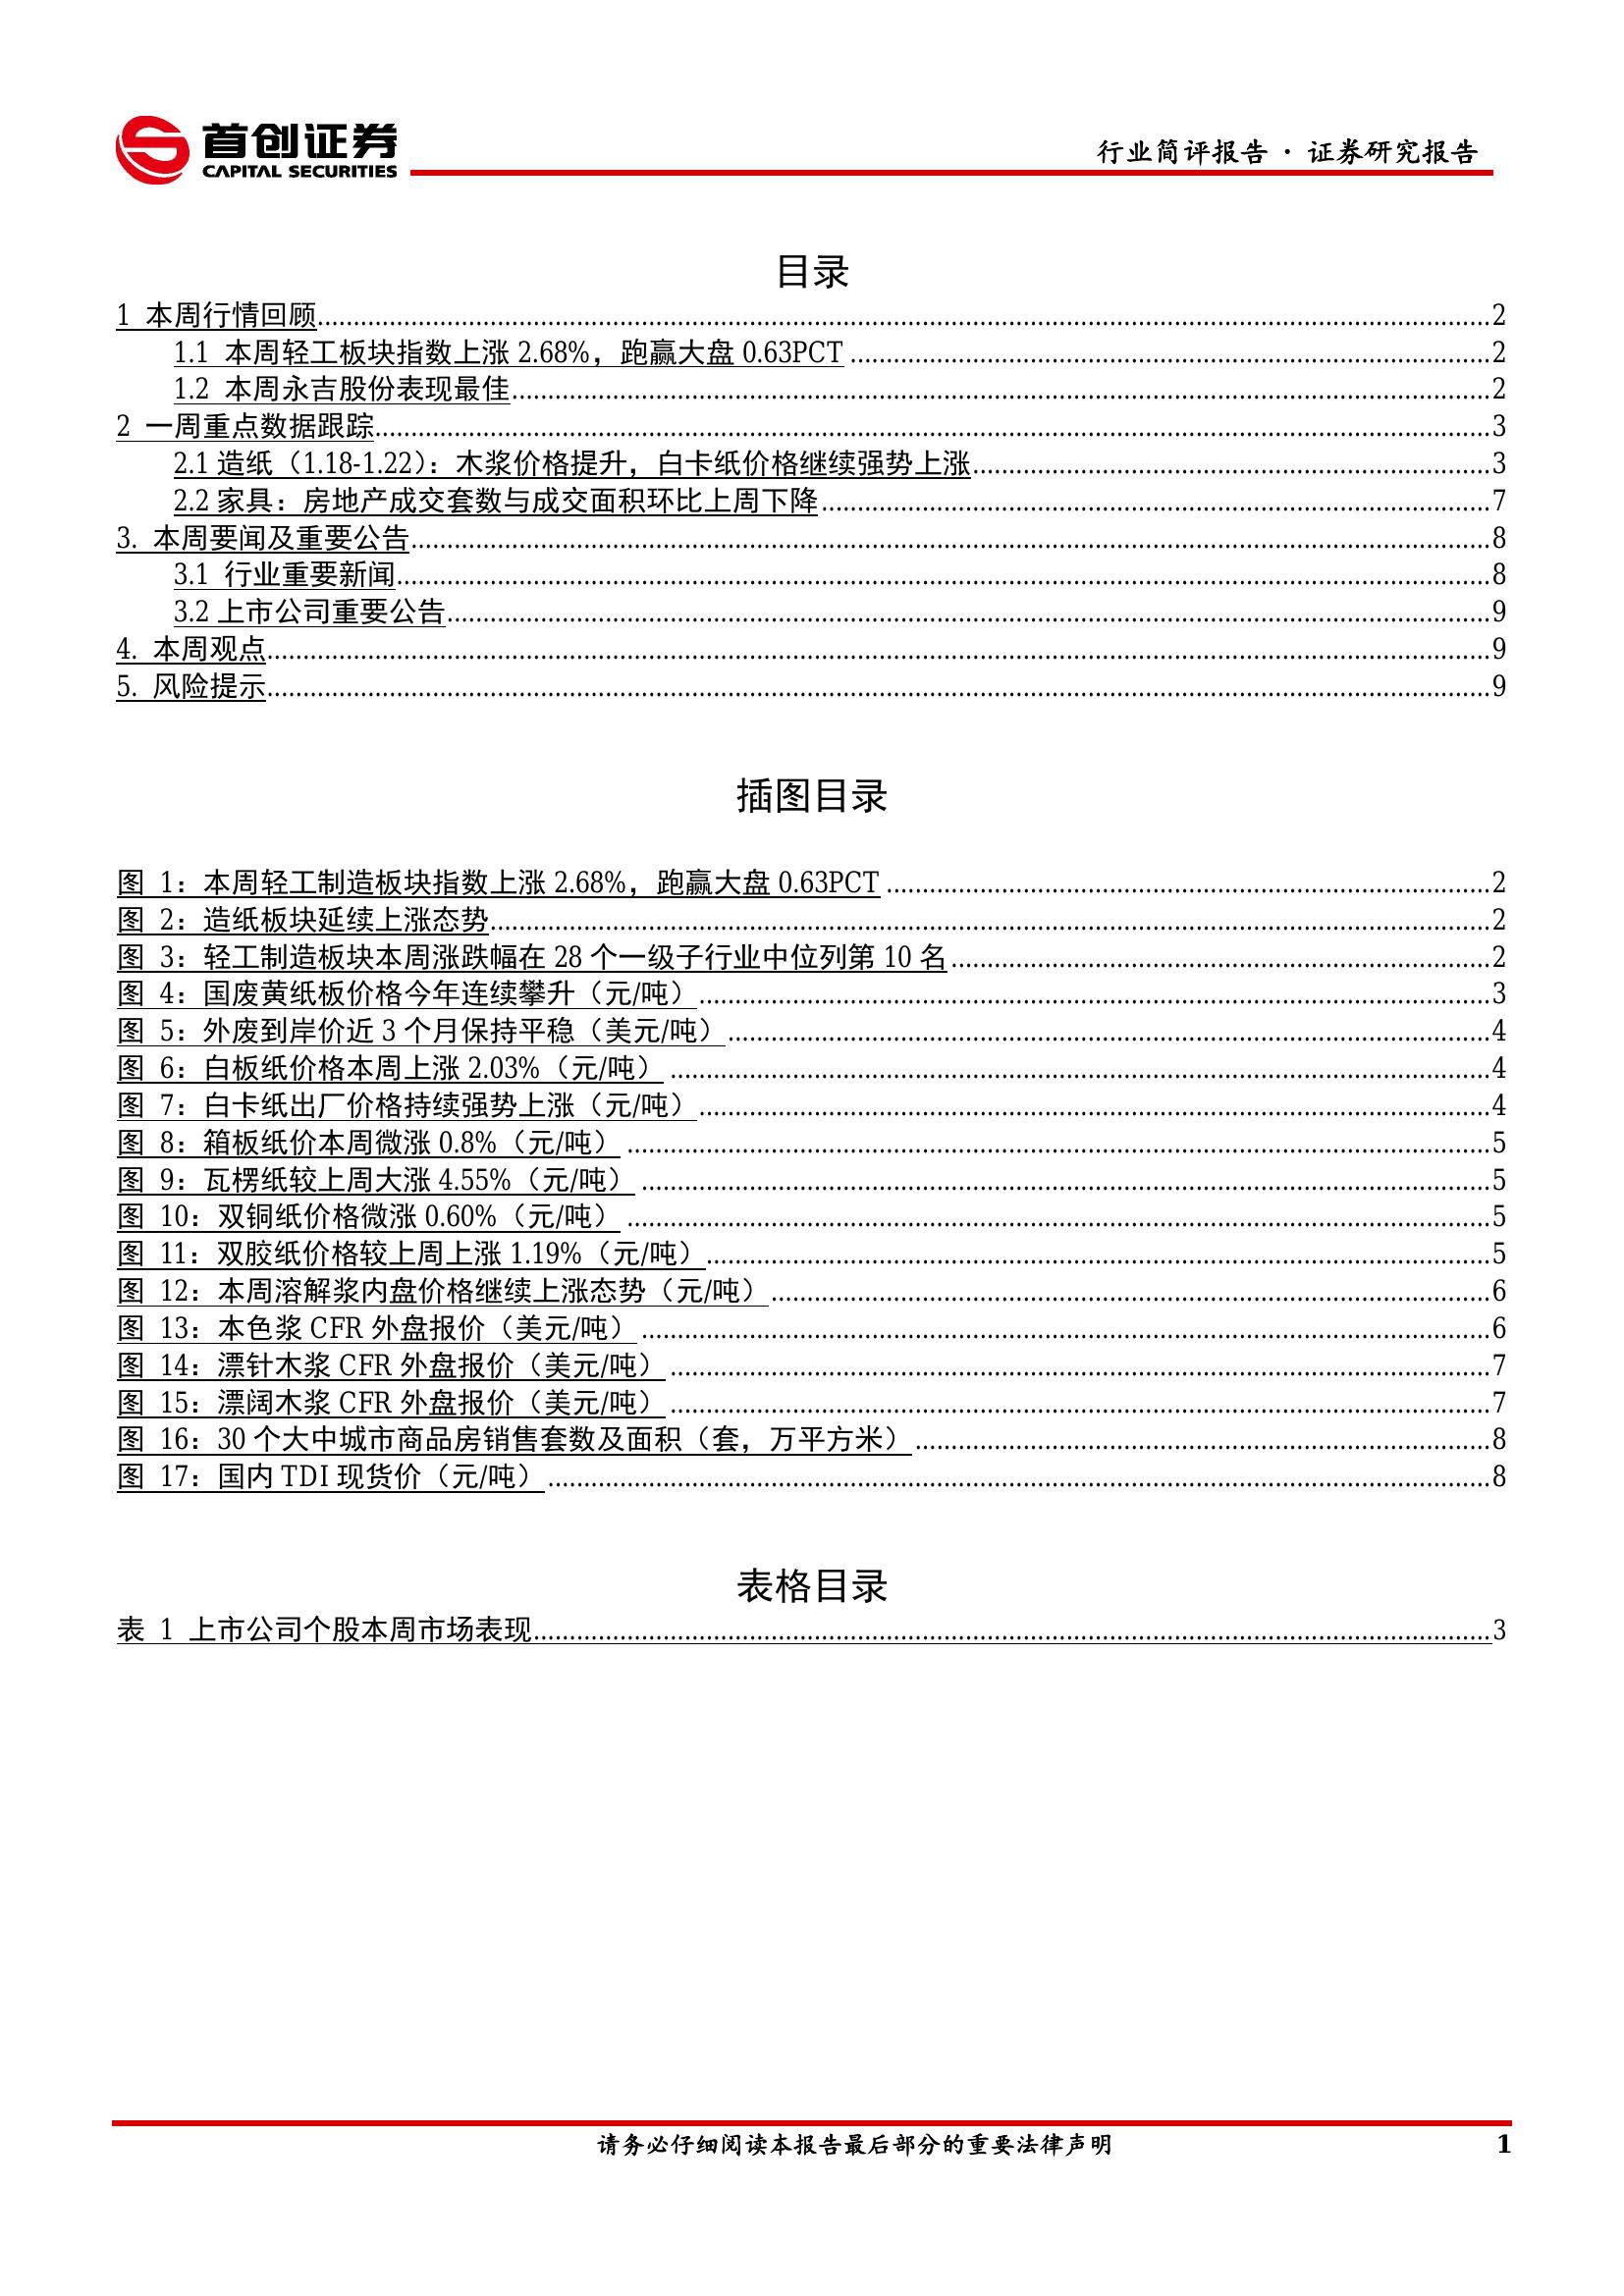 首创证券
CAPITAL SECURITIES
行业简评报告 · 证券研究报告
目录
1 本周行情回顾 2
1.1 本周轻工板块指数上涨 2.68%，跑赢大盘 0.63PCT 2
1.2 本周永吉股份表现最佳 2
2 一周重点数据跟踪 3
2.1 造纸（1.18-1.22）：木浆价格提升，白卡纸价格继续强势上涨 3
2.2 家具：房地产成交套数与成交面积环比上周下降 7
3. 本周要闻及重要公告 8
3.1 行业重要新闻 8
3.2 上市公司重要公告 9
4. 本周观点 9
5. 风险提示 9
插图目录
图 1：本周轻工制造板块指数上涨 2.68%，跑赢大盘 0.63PCT 2
图 2：造纸板块延续上涨态势 2
图 3：轻工制造板块本周涨跌幅在 28 个一级子行业中位列第 10 名 2
图 4：国废黄纸板价格今年连续攀升（元/吨） 3
图 5：外废到岸价近 3 个月保持平稳（美元/吨） 4
图 6：白板纸价格本周上涨 2.03%（元/吨） 4
图 7：白卡纸出厂价格持续强势上涨（元/吨） 4
图 8：箱板纸价本周微涨 0.8%（元/吨） 5
图 9：瓦楞纸较上周大涨 4.55%（元/吨） 5
图 10：双铜纸价格微涨 0.60%（元/吨） 5
图 11：双胶纸价格较上周上涨 1.19%（元/吨） 5
图 12：本周溶解浆内盘价格继续上涨态势（元/吨） 6
图 13：本色浆 CFR 外盘报价（美元/吨） 6
图 14：漂针木浆 CFR 外盘报价（美元/吨） 7
图 15：漂阔木浆 CFR 外盘报价（美元/吨） 7
图 16：30 个大中城市商品房销售套数及面积（套，万平方米） 8
图 17：国内 TDI 现货价（元/吨） 8
表格目录
表 1 上市公司个股本周市场表现 3
请务必仔细阅读本报告最后部分的重要法律声明 1